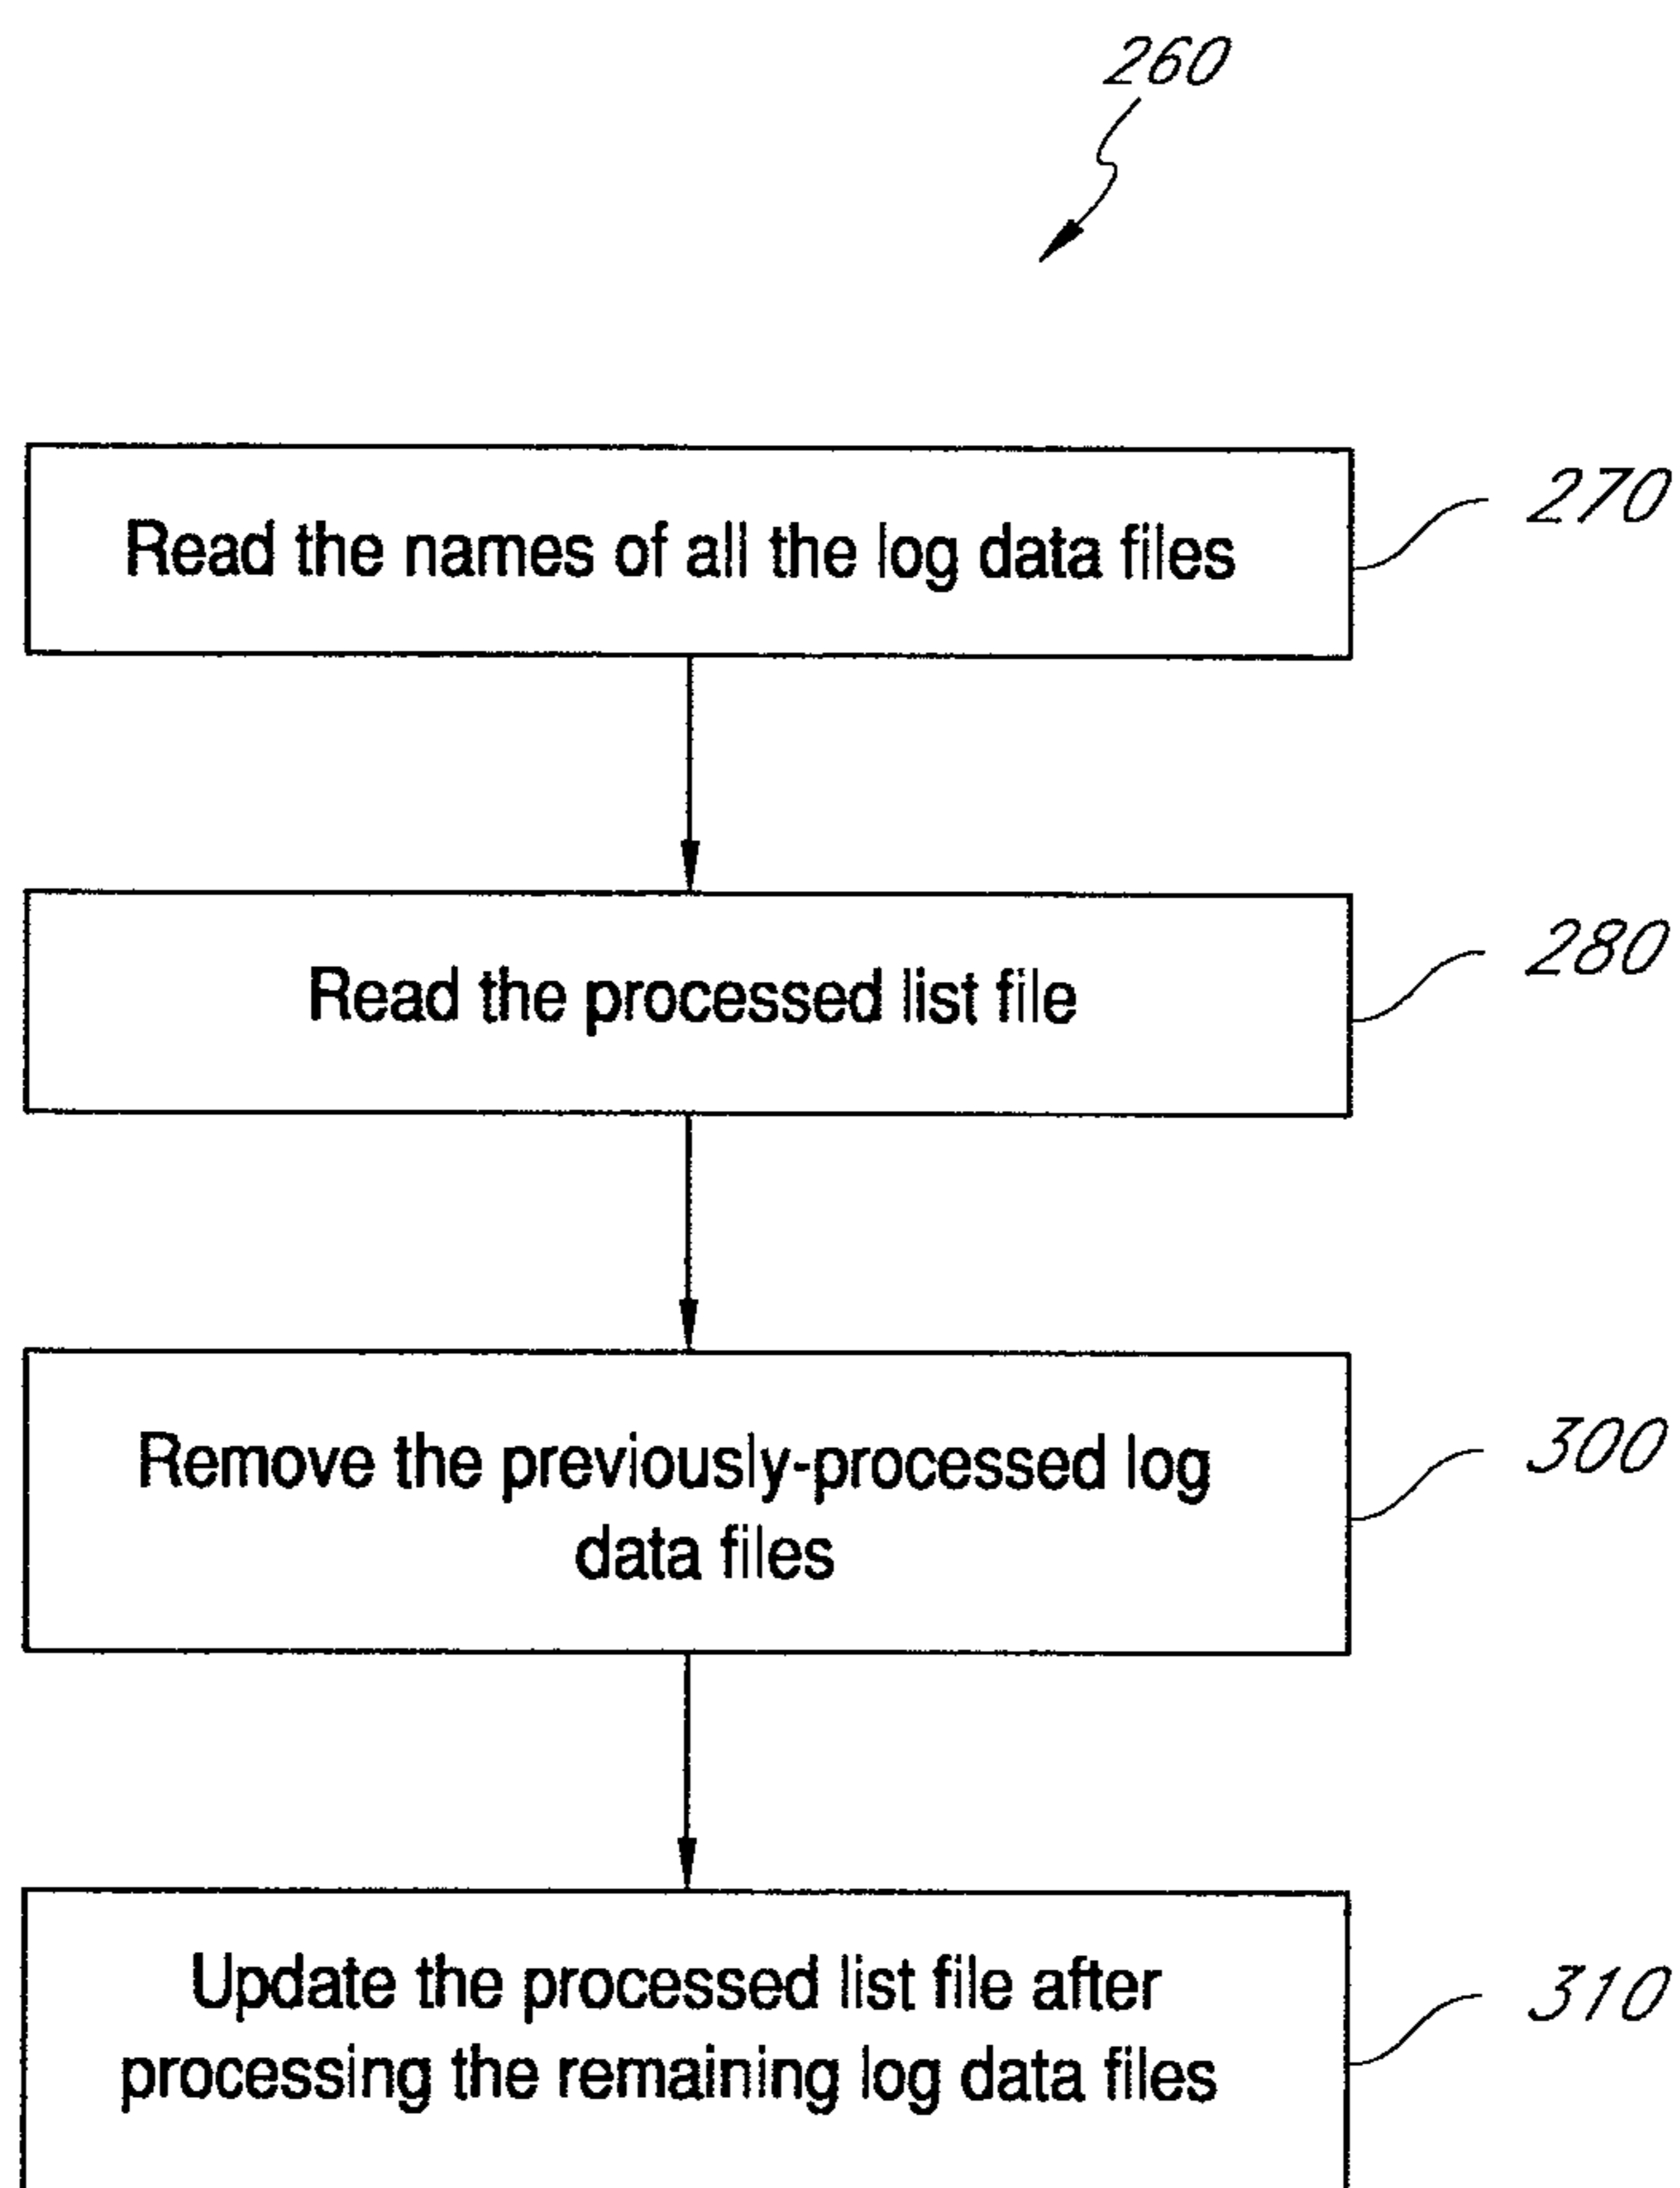 260
Read the names of all the log data files
270
Read the processed list file
280
Remove the previously-processed log
data files
300
Update the processed list file after
processing the remaining log data files
310